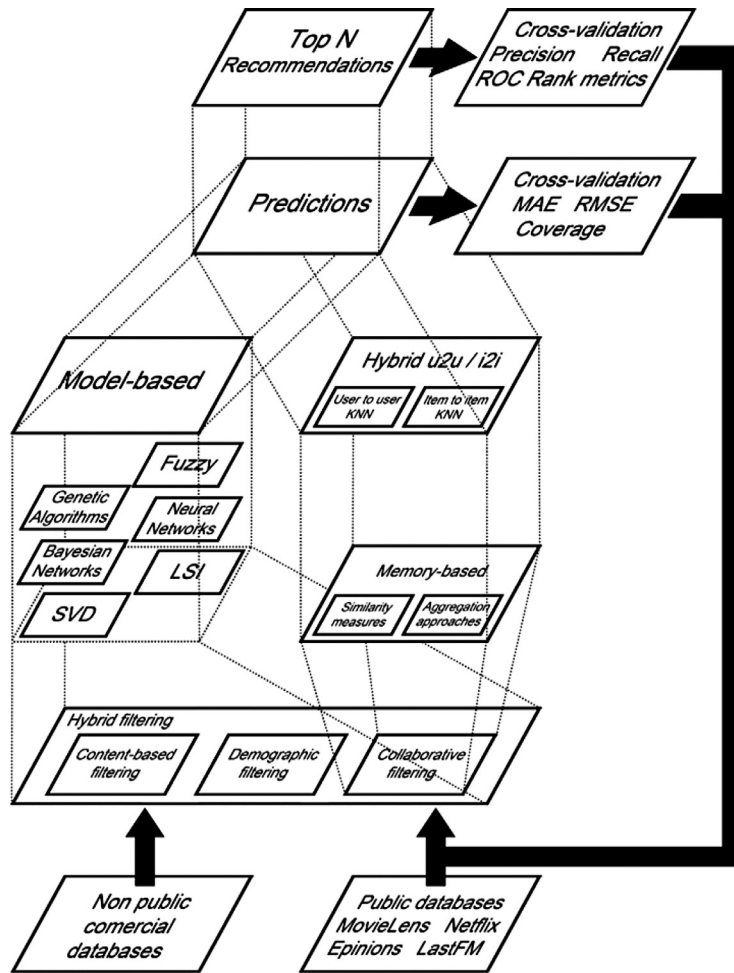 Top N
Recommendations
Cross-validation
Precision Recall
ROC Rank metrics
Predictions
Cross-validation
MAE RMSE
Coverage
Model-based
Hybrid u2u / i2i
User to user
KNN
Item to item
KNN
Fuzzy
Genetic
Algorithms
Neural
Networks
Bayesian
Networks
LSI
SVD
Memory-based
Similarity
measures
Aggregation
approaches
Hybrid filtering
Content-based
filtering
Demographic
filtering
Collaborative
filtering
Non public
comercial
databases
Public databases
MovieLens Netflix
Epinions LastFM